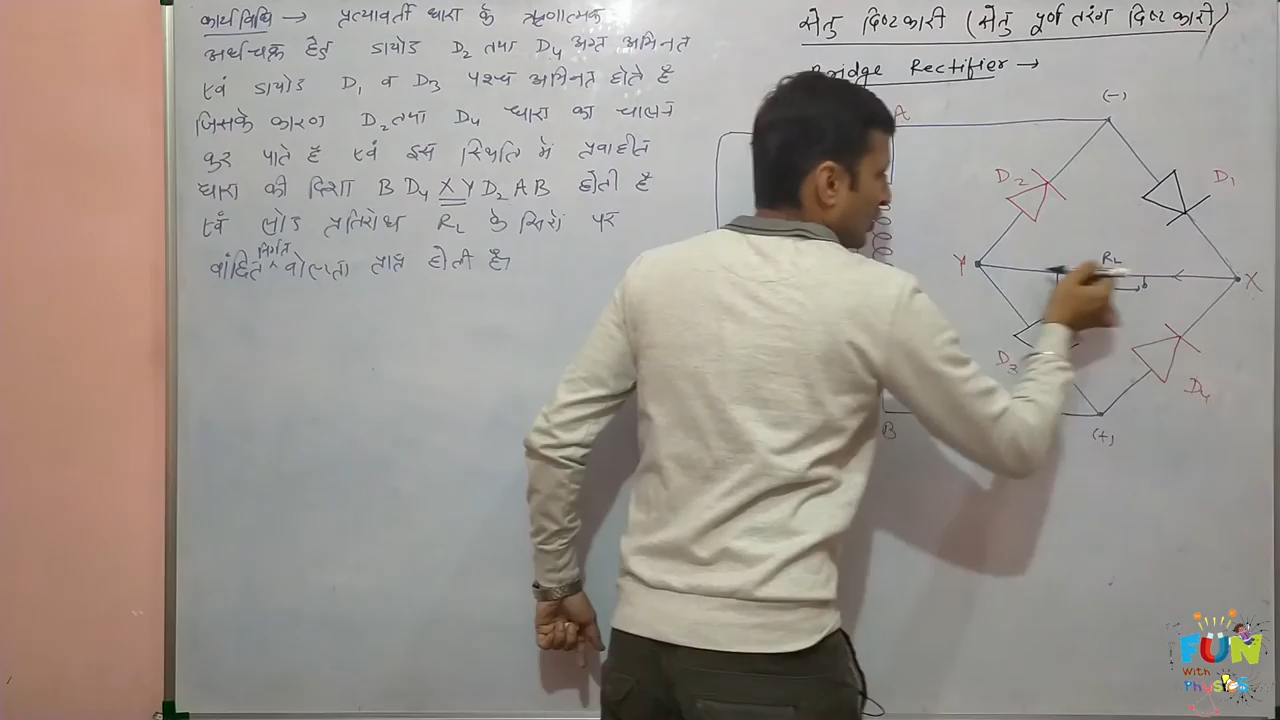 कार्यविधि → प्रत्यावर्ती धारा के ऋणात्मक
अर्धचक्र हेतु डायोड D₂ तथा D₄ अग्र अभिनत
एवं डायोड D₁ व D₃ पश्च अभिनत होते है
जिसके कारण D₂ तथा D₄ धारा का चालन
कर पाते है एवं इस स्थिति में प्रवाहीत
धारा की दिशा B D₄ X Y D₂ A B होती है
एवं लोड प्रतिरोध R_L के सिरों पर
वांछित निर्गत वोल्टता प्राप्त होती है।
सेतु दिष्टकारी (सेतु पूर्ण तरंग दिष्टकारी)
Bridge Rectifier →
A
(-)
D₂
D₁
Y
R_L
X
D₃
D₄
B
(+)
FUN
With
Physics